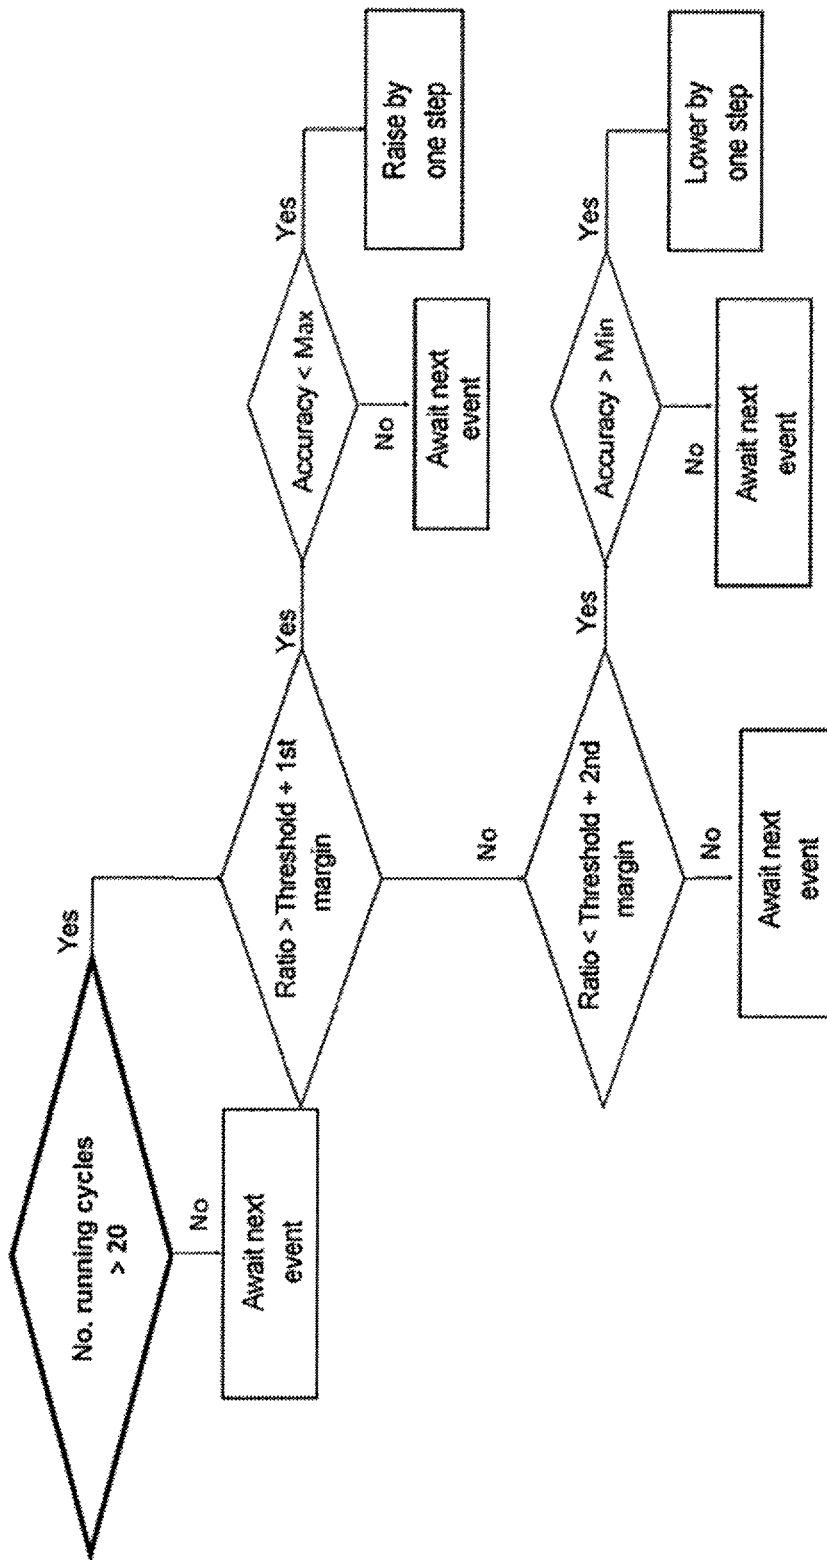 No. running cycles
> 20
Yes
No
Await next
event
Ratio > Threshold + 1st
margin
Yes
Accuracy < Max
Yes
Raise by
one step
No
Await next
event
No
Ratio < Threshold + 2nd
margin
Yes
Accuracy > Min
Yes
Lower by
one step
No
Await next
event
No
Await next
event